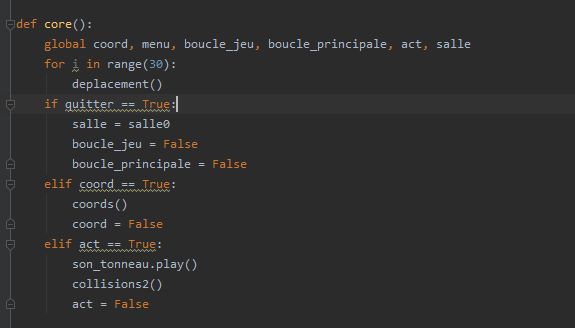 def core():
    global coord, menu, boucle_jeu, boucle_principale, act, salle
    for i in range(30):
        deplacement()
    if quitter == True:
        salle = salle0
        boucle_jeu = False
        boucle_principale = False
    elif coord == True:
        coords()
        coord = False
    elif act == True:
        son_tonneau.play()
        collisions2()
        act = False